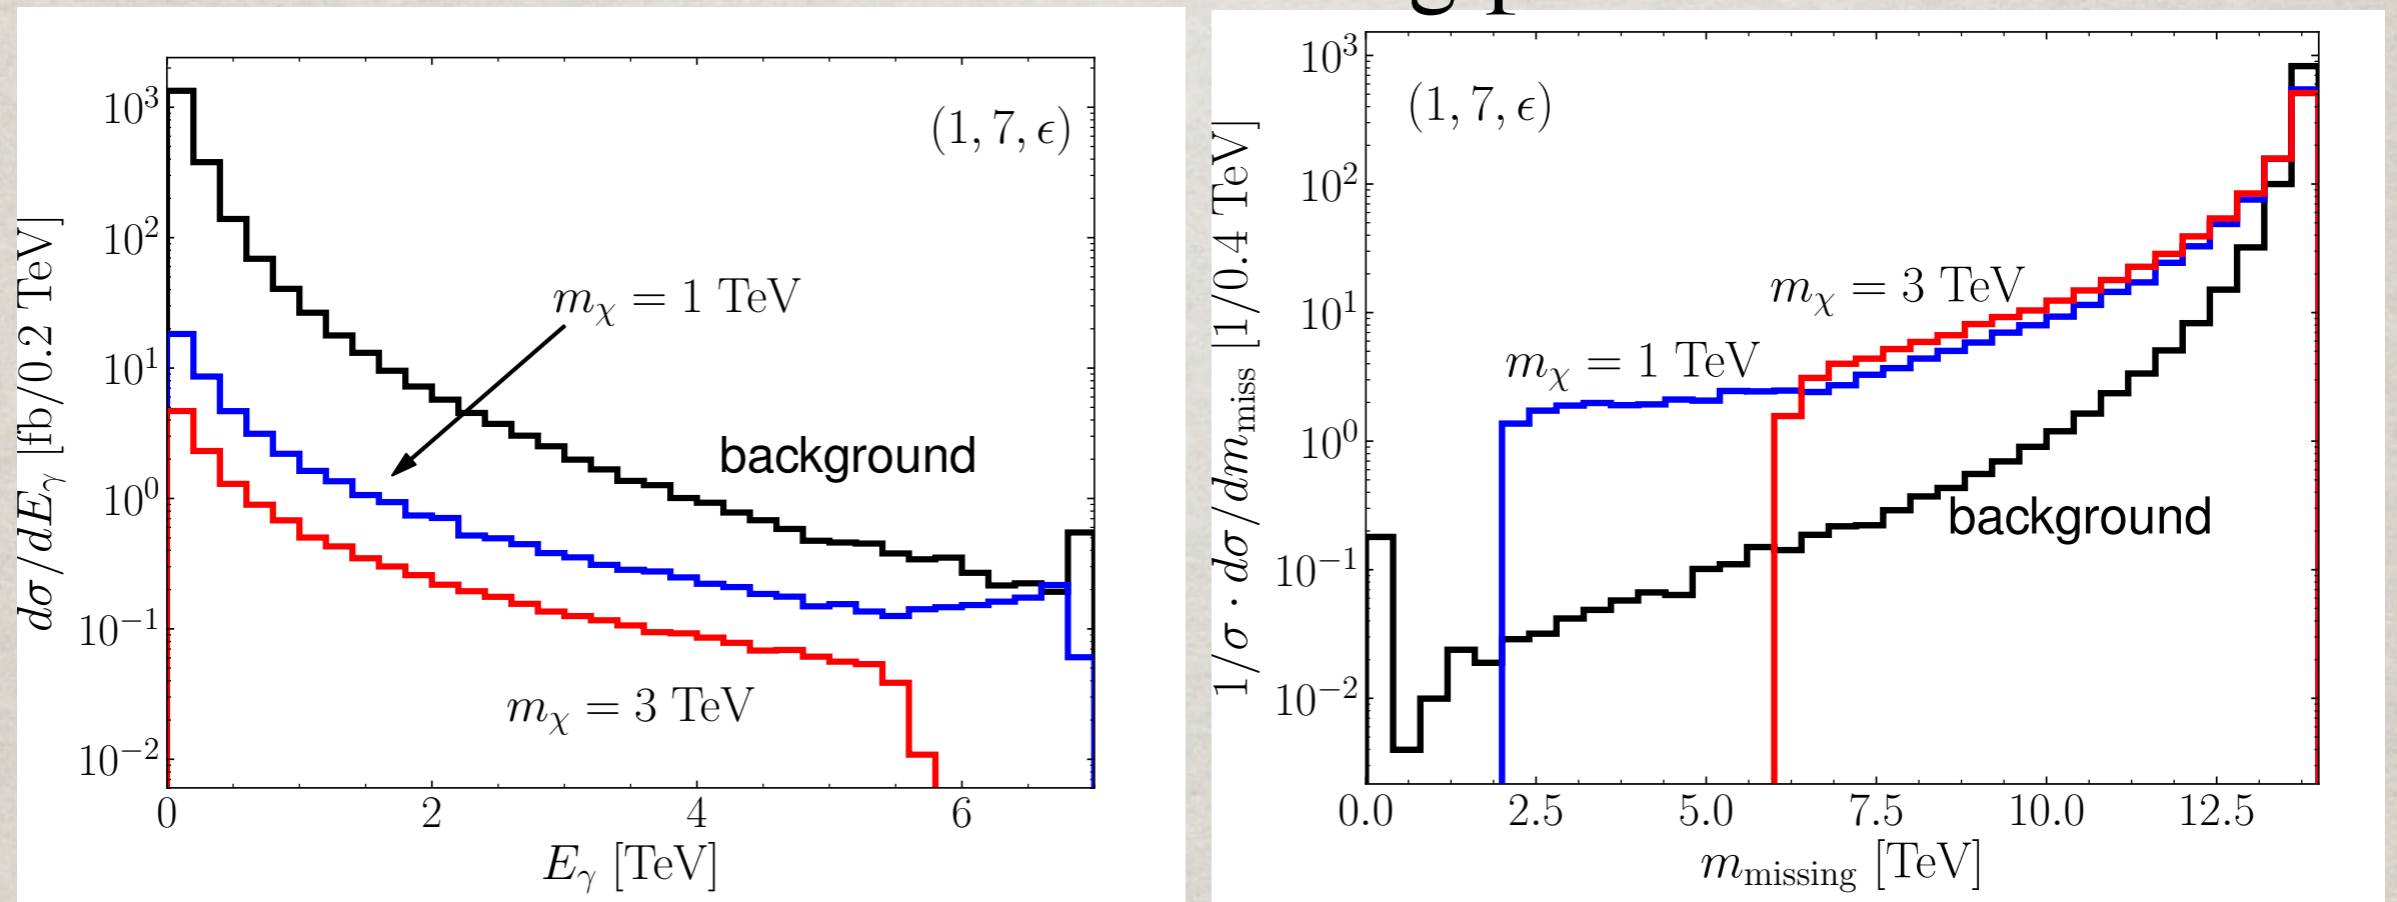 (1, 7, ϵ)
m_χ = 1 TeV
background
m_χ = 3 TeV
dσ/dE_γ [fb/0.2 TeV]
10^3
10^2
10^1
10^0
10^−1
10^−2
0 2 4 6
E_γ [TeV]
(1, 7, ϵ)
m_χ = 3 TeV
m_χ = 1 TeV
background
1/σ · dσ/dm_miss [1/0.4 TeV]
10^3
10^2
10^1
10^0
10^−1
10^−2
0.0 2.5 5.0 7.5 10.0 12.5
m_missing [TeV]